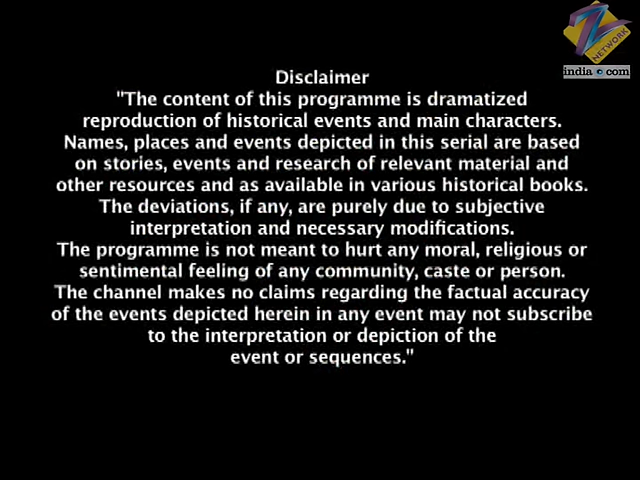 Z
NETWORK
india.com
Disclaimer
"The content of this programme is dramatized
reproduction of historical events and main characters.
Names, places and events depicted in this serial are based
on stories, events and research of relevant material and
other resources and as available in various historical books.
The deviations, if any, are purely due to subjective
interpretation and necessary modifications.
The programme is not meant to hurt any moral, religious or
sentimental feeling of any community, caste or person.
The channel makes no claims regarding the factual accuracy
of the events depicted herein in any event may not subscribe
to the interpretation or depiction of the
event or sequences."